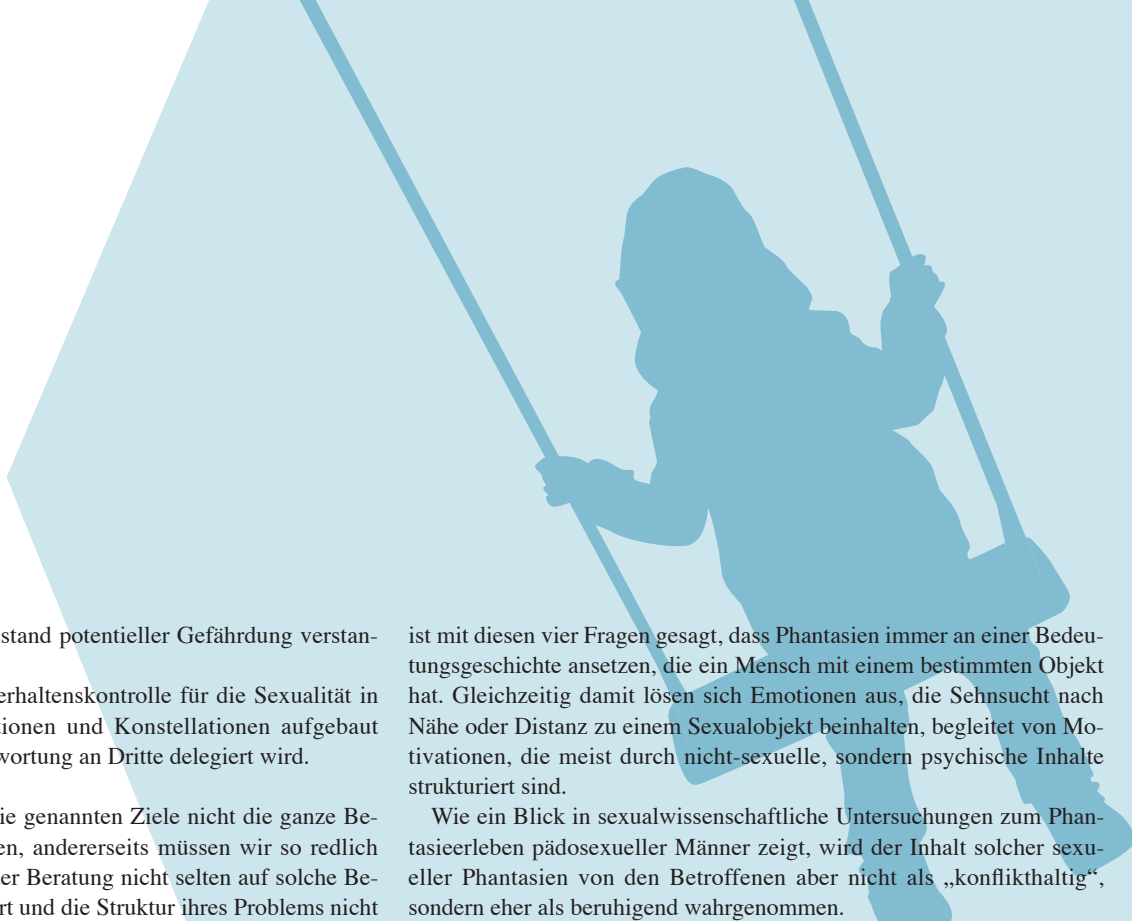 stand potentieller Gefährdung verstan-
erhaltenskontrolle für die Sexualität in
tionen und Konstellationen aufgebaut
wortung an Dritte delegiert wird.
ie genannten Ziele nicht die ganze Be-
en, andererseits müssen wir so redlich
er Beratung nicht selten auf solche Be-
rt und die Struktur ihres Problems nicht
ist mit diesen vier Fragen gesagt, dass Phantasien immer an einer Bedeu-
tungsgeschichte ansetzen, die ein Mensch mit einem bestimmten Objekt
hat. Gleichzeitig damit lösen sich Emotionen aus, die Sehnsucht nach
Nähe oder Distanz zu einem Sexualobjekt beinhalten, begleitet von Mo-
tivationen, die meist durch nicht-sexuelle, sondern psychische Inhalte
strukturiert sind.
Wie ein Blick in sexualwissenschaftliche Untersuchungen zum Phan-
tasieerleben pädosexueller Männer zeigt, wird der Inhalt solcher sexu-
eller Phantasien von den Betroffenen aber nicht als „konflikthaltig“,
sondern eher als beruhigend wahrgenommen.